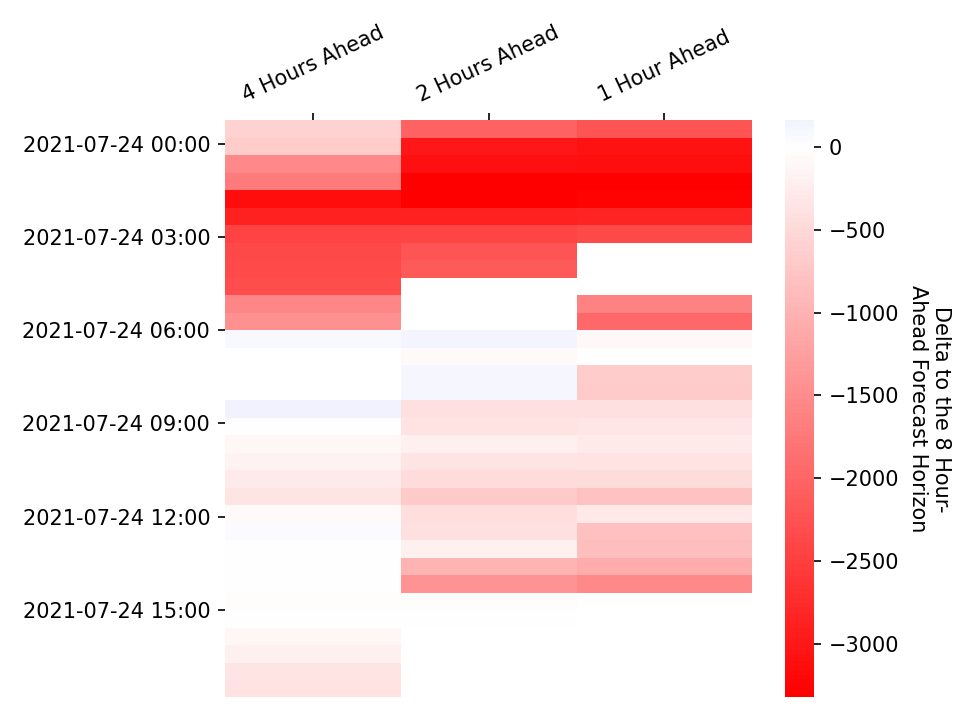 4 Hours Ahead
2 Hours Ahead
1 Hour Ahead
2021-07-24 00:00
2021-07-24 03:00
2021-07-24 06:00
2021-07-24 09:00
2021-07-24 12:00
2021-07-24 15:00
0
−500
−1000
−1500
−2000
−2500
−3000
Delta to the 8 Hour-
Ahead Forecast Horizon